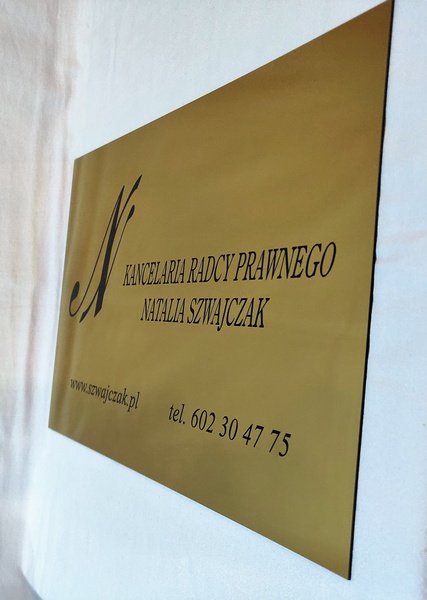 N
KANCELARIA RADCY PRAWNEGO
NATALIA SZWAJCZAK
www.szwajczak.pl
tel. 602 30 47 75